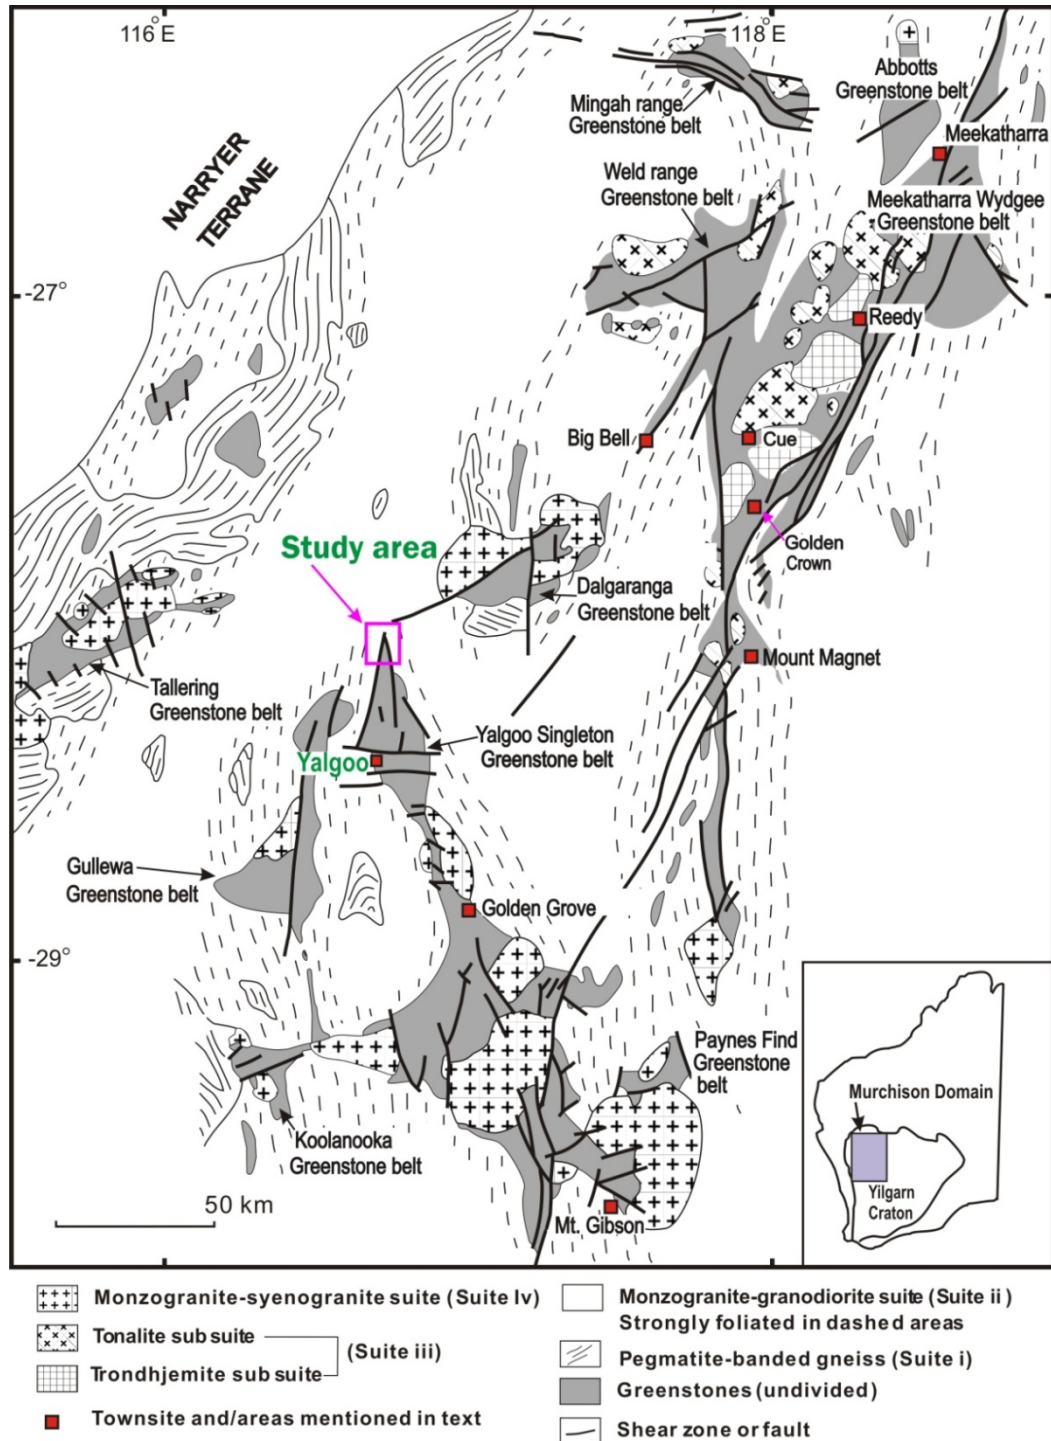 116°E
118°E
NARRYER
TERRANE
Mingah range
Greenstone belt
Abbotts
Greenstone belt
Meekatharra
Weld range
Greenstone belt
Meekatharra Wydgee
Greenstone belt
-27°
Reedy
Big Bell
Cue
Study area
Golden
Crown
Dalgaranga
Greenstone belt
Mount Magnet
Tallering
Greenstone belt
Yalgoo Singleton
Greenstone belt
Yalgoo
Gullewa
Greenstone belt
Golden Grove
-29°
Paynes Find
Greenstone
belt
Koolanooka
Greenstone belt
Mt. Gibson
50 km
Murchison Domain
Yilgarn
Craton
Monzogranite-syenogranite suite (Suite Iv)
Tonalite sub suite
(Suite iii)
Trondhjemite sub suite
Townsite and/areas mentioned in text
Monzogranite-granodiorite suite (Suite ii)
Strongly foliated in dashed areas
Pegmatite-banded gneiss (Suite i)
Greenstones (undivided)
Shear zone or fault